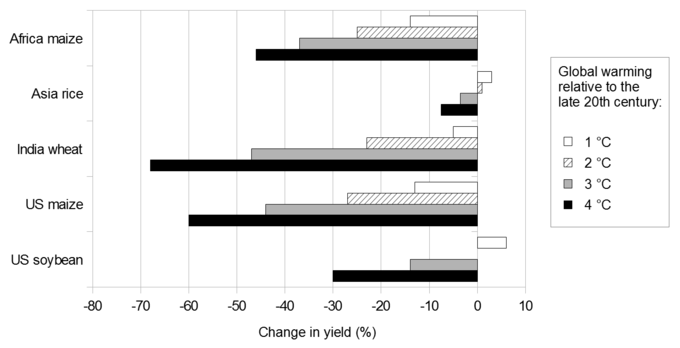 Africa maize
Asia rice
India wheat
US maize
US soybean
-80 -70 -60 -50 -40 -30 -20 -10 0 10
Change in yield (%)
Global warming
relative to the
late 20th century:
1 °C
2 °C
3 °C
4 °C